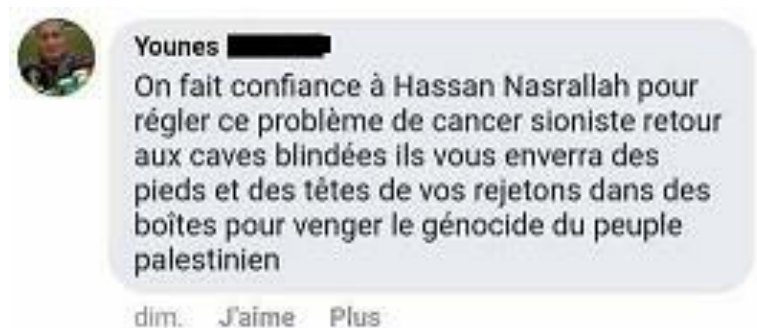 Younes
On fait confiance à Hassan Nasrallah pour
régler ce problème de cancer sioniste retour
aux caves blindées ils vous enverra des
pieds et des têtes de vos rejetons dans des
boîtes pour venger le génocide du peuple
palestinien
dim. J'aime Plus